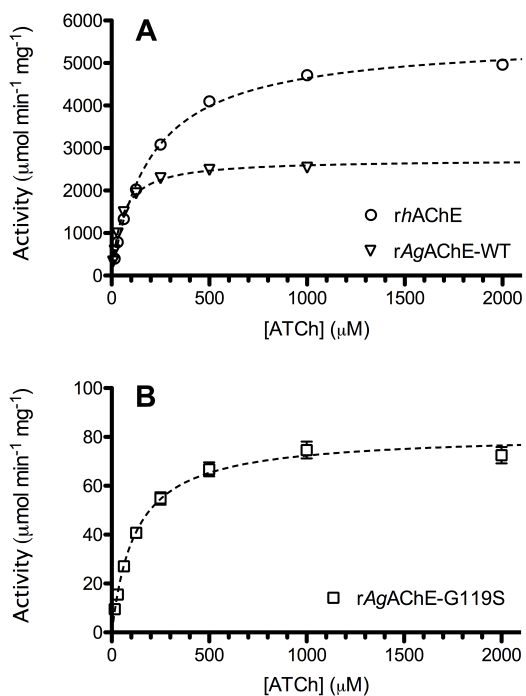 A
6000
5000
4000
3000
2000
1000
0
Activity (μmol min⁻¹ mg⁻¹)
rhAChE
rAgAChE-WT
0 500 1000 1500 2000
[ATCh] (μM)
B
100
80
60
40
20
0
Activity (μmol min⁻¹ mg⁻¹)
rAgAChE-G119S
0 500 1000 1500 2000
[ATCh] (μM)